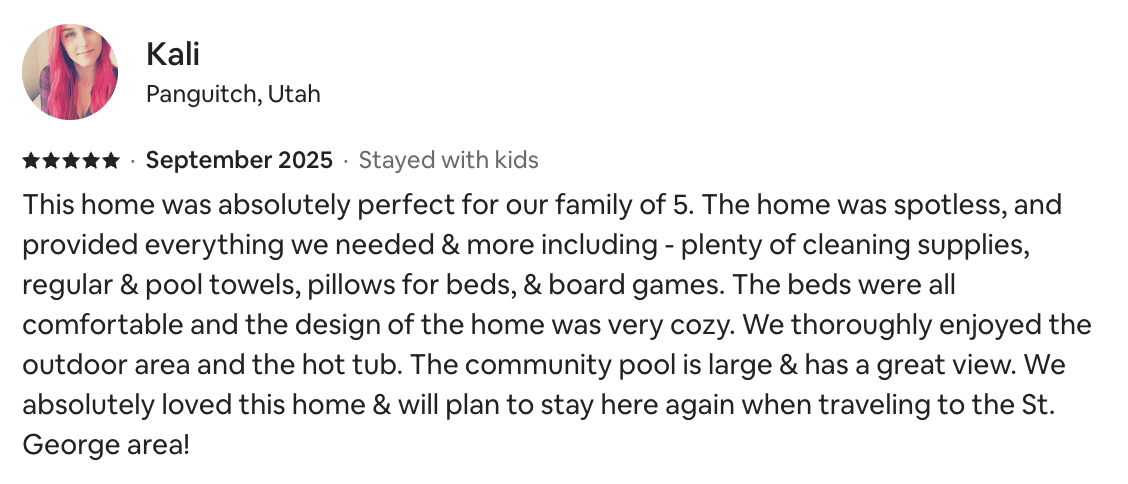 Kali
Panguitch, Utah
★★★★★ · September 2025 · Stayed with kids
This home was absolutely perfect for our family of 5. The home was spotless, and
provided everything we needed & more including - plenty of cleaning supplies,
regular & pool towels, pillows for beds, & board games. The beds were all
comfortable and the design of the home was very cozy. We thoroughly enjoyed the
outdoor area and the hot tub. The community pool is large & has a great view. We
absolutely loved this home & will plan to stay here again when traveling to the St.
George area!